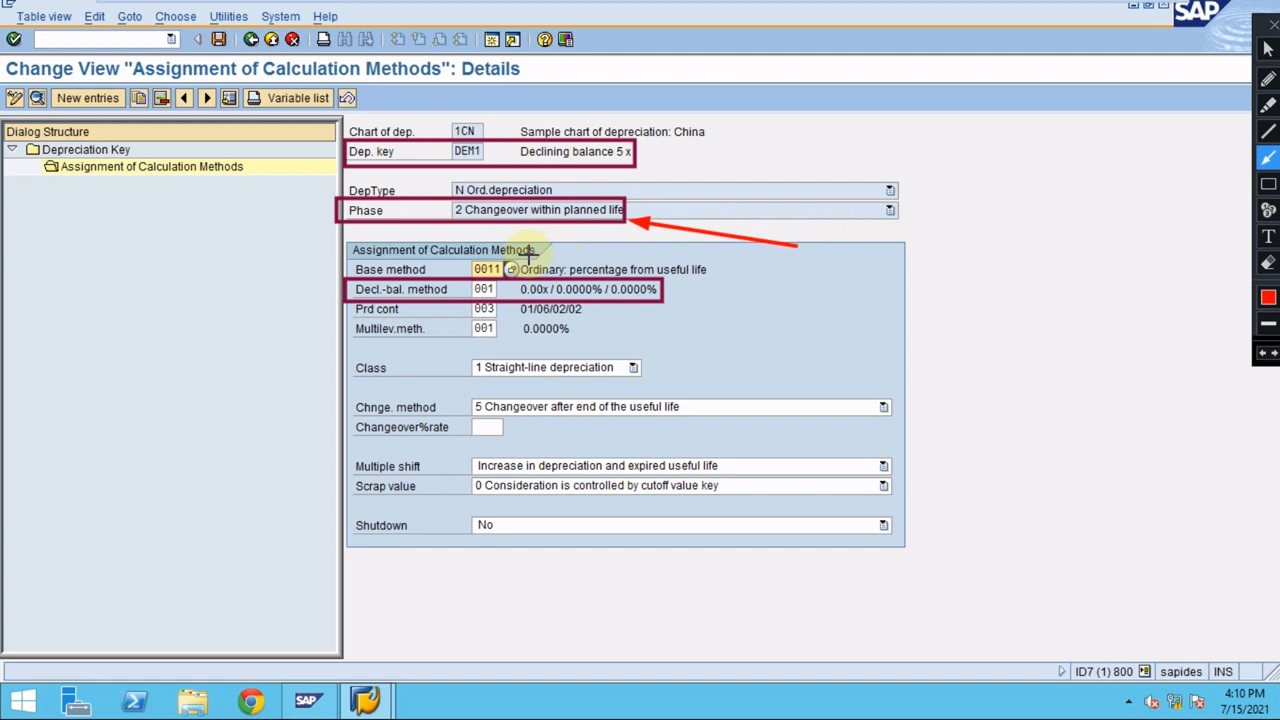 Table view Edit Goto Choose Utilities System Help
SAP
Change View "Assignment of Calculation Methods": Details
New entries Variable list
Dialog Structure
Depreciation Key
Assignment of Calculation Methods
Chart of dep. 1CN Sample chart of depreciation: China
Dep. key DEM1 Declining balance 5 x
DepType N Ord.depreciation
Phase 2 Changeover within planned life
Assignment of Calculation Methods
Base method 0011 Ordinary: percentage from useful life
Decl.-bal. method 001 0.00x / 0.0000% / 0.0000%
Prd cont 003 01/06/02/02
Multilev.meth. 001 0.0000%
Class 1 Straight-line depreciation
Chnge. method 5 Changeover after end of the useful life
Changeover%rate
Multiple shift Increase in depreciation and expired useful life
Scrap value 0 Consideration is controlled by cutoff value key
Shutdown No
ID7 (1) 800 sapides INS
SAP
4:10 PM
7/15/2021